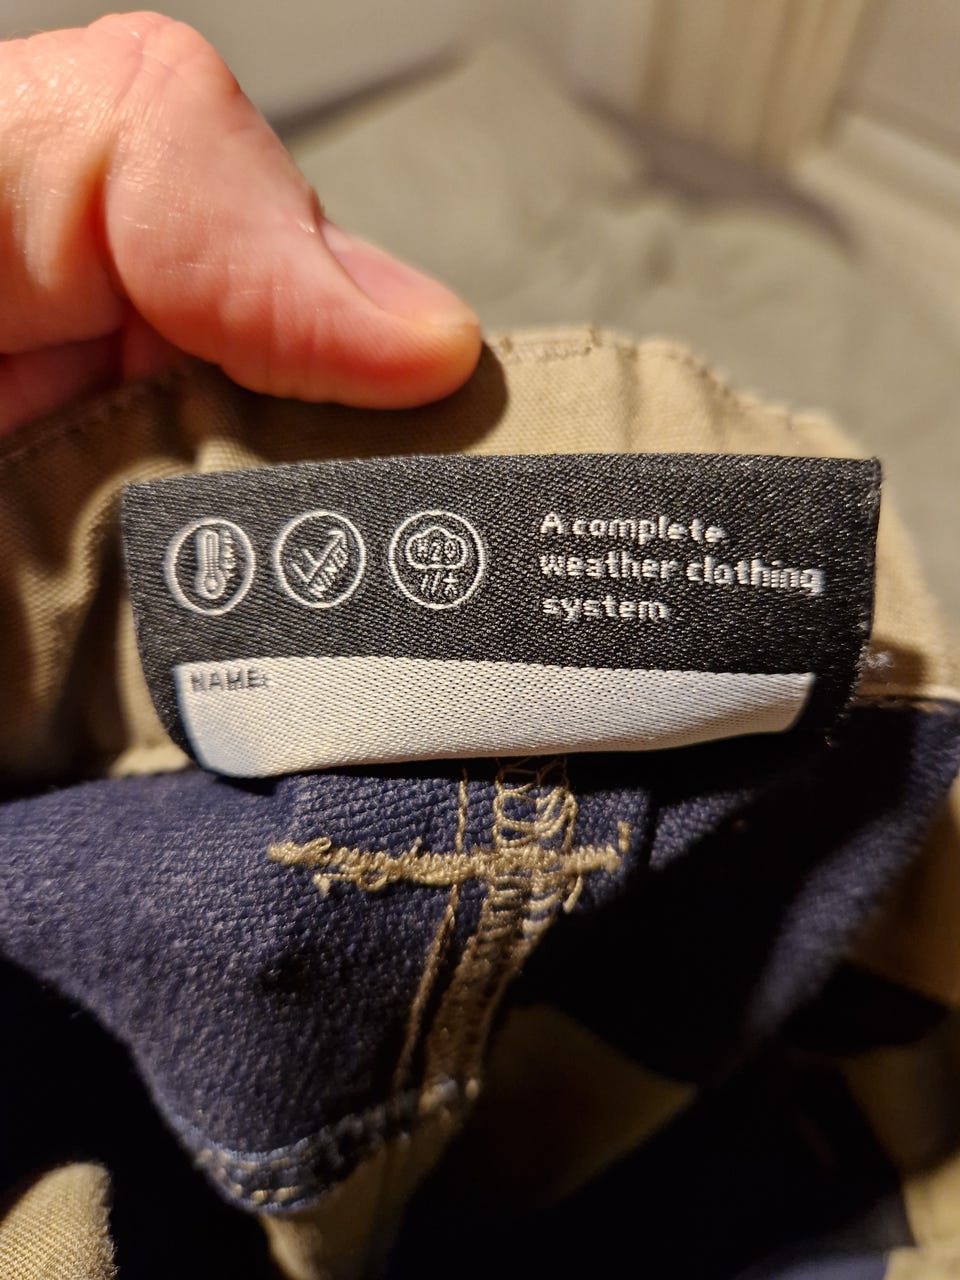 A complete
weather clothing
system
NAME: